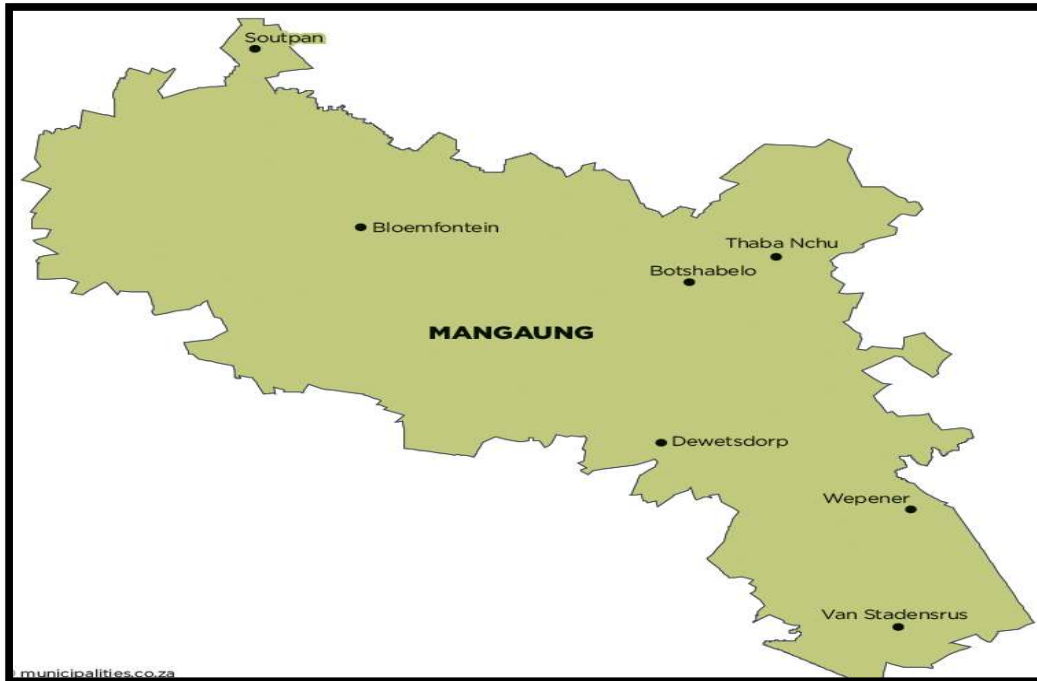 Soutpan
Bloemfontein
Thaba Nchu
Botshabelo
MANGAUNG
Dewetsdorp
Wepener
Van Stadensrus
municipalities.co.za